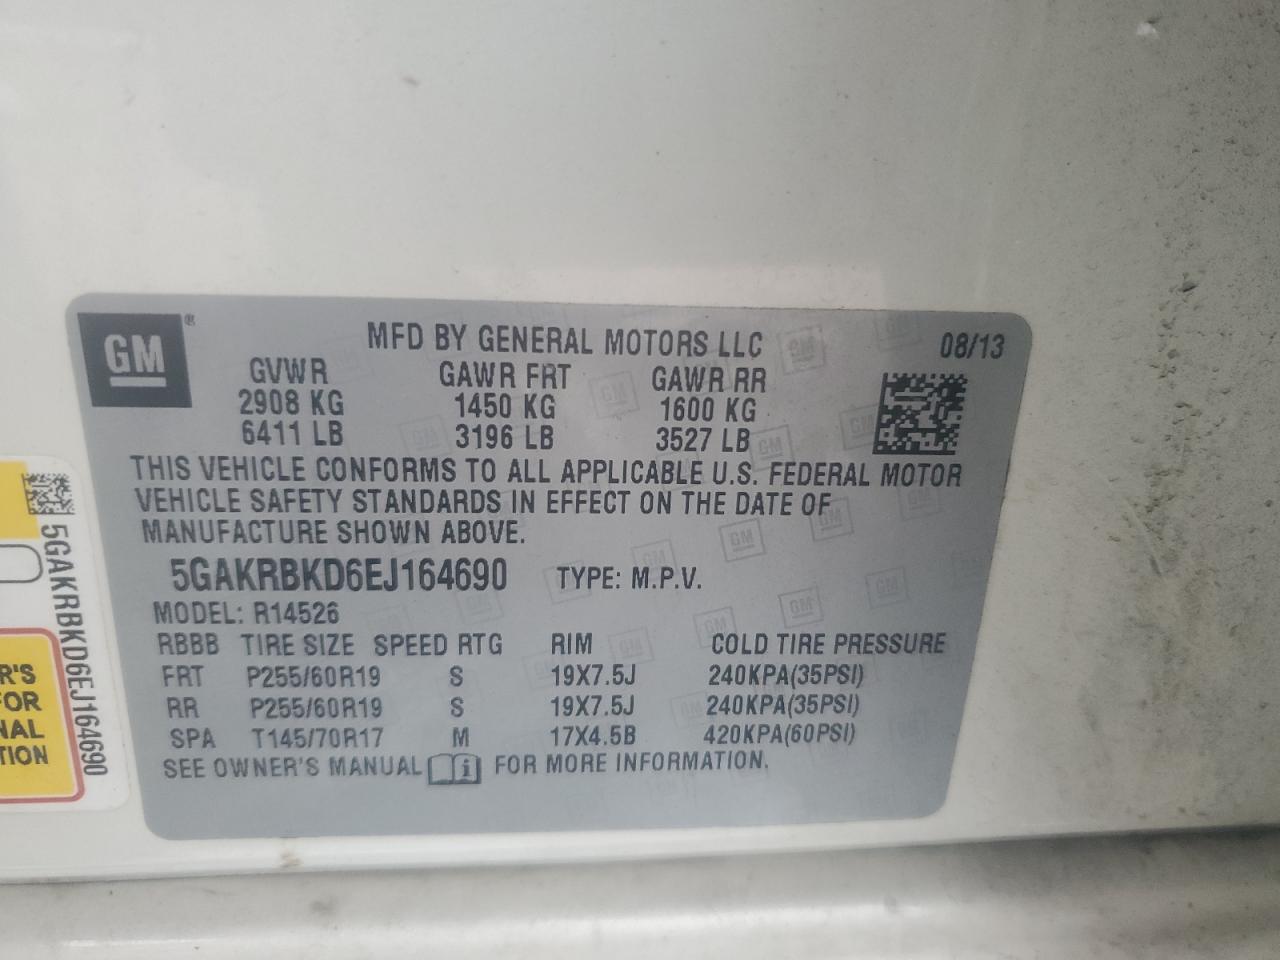 GM®
MFD BY GENERAL MOTORS LLC 08/13
GVWR GAWR FRT GAWR RR
2908 KG 1450 KG 1600 KG
6411 LB 3196 LB 3527 LB
THIS VEHICLE CONFORMS TO ALL APPLICABLE U.S. FEDERAL MOTOR
VEHICLE SAFETY STANDARDS IN EFFECT ON THE DATE OF
MANUFACTURE SHOWN ABOVE.
5GAKRBKD6EJ164690 TYPE: M.P.V.
MODEL: R14526
RBBB TIRE SIZE SPEED RTG RIM COLD TIRE PRESSURE
FRT P255/60R19 S 19X7.5J 240KPA(35PSI)
RR P255/60R19 S 19X7.5J 240KPA(35PSI)
SPA T145/70R17 M 17X4.5B 420KPA(60PSI)
SEE OWNER'S MANUAL i FOR MORE INFORMATION.
5GAKRBKD6EJ164690
R'S
FOR
NAL
TION